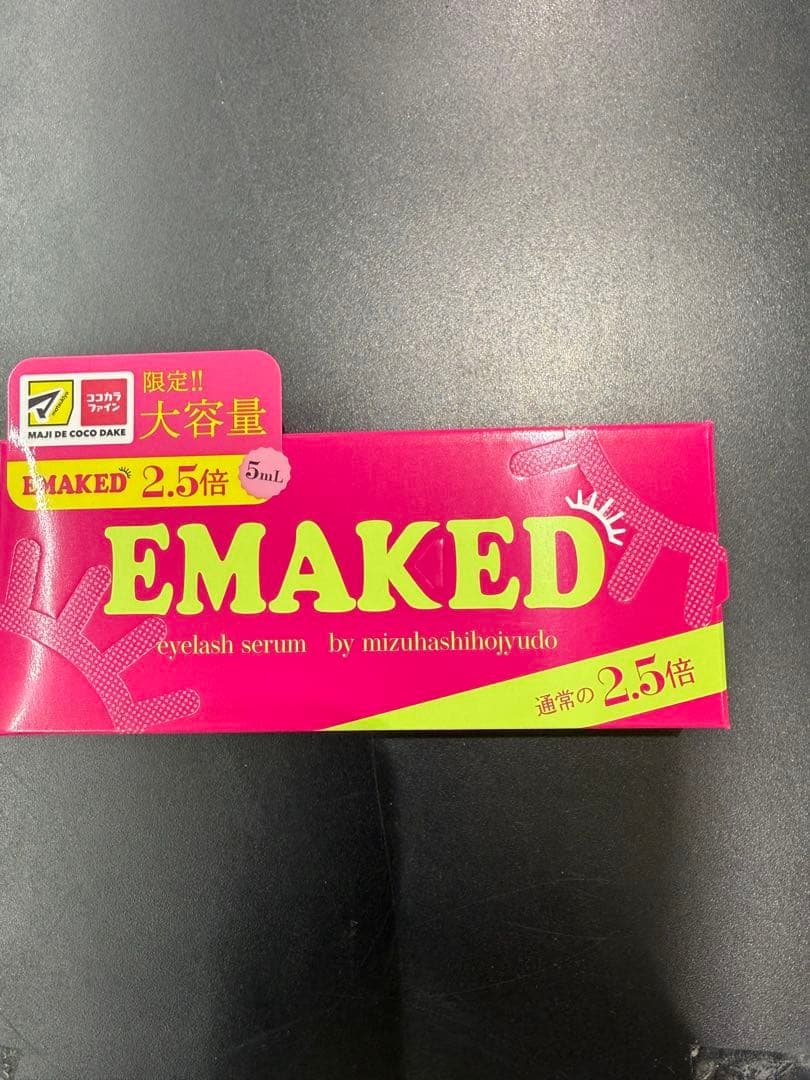 matsukiyo
ココカラ
ファイン
MAJI DE COCO DAKE
限定!!
大容量
EMAKED 2.5倍 5mL
EMAKED
eyelash serum by mizuhashihojyudo
通常の2.5倍